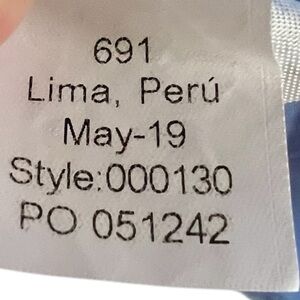 691
Lima, Perú
May-19
Style:000130
PO 051242